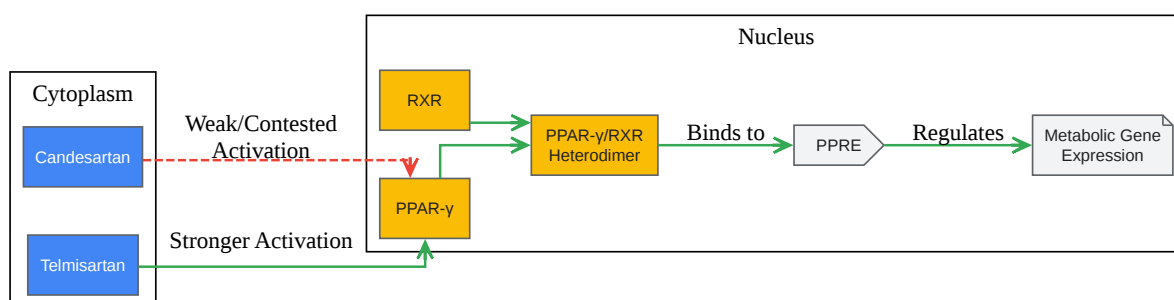 Nucleus
Cytoplasm
RXR
Weak/Contested
Activation
Candesartan
PPAR-γ/RXR
Heterodimer
Binds to
PPRE
Regulates
Metabolic Gene
Expression
PPAR-γ
Stronger Activation
Telmisartan